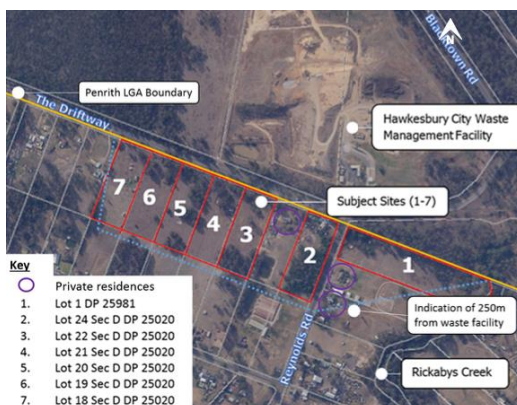 Blacktown Rd
N
Penrith LGA Boundary
The Driftway
Hawkesbury City Waste
Management Facility
Subject Sites (1-7)
7
6
5
4
3
2
1
Key
Private residences
1. Lot 1 DP 25981
2. Lot 24 Sec D DP 25020
3. Lot 22 Sec D DP 25020
4. Lot 21 Sec D DP 25020
5. Lot 20 Sec D DP 25020
6. Lot 19 Sec D DP 25020
7. Lot 18 Sec D DP 25020
Reynolds Rd
Indication of 250m
from waste facility
Rickabys Creek